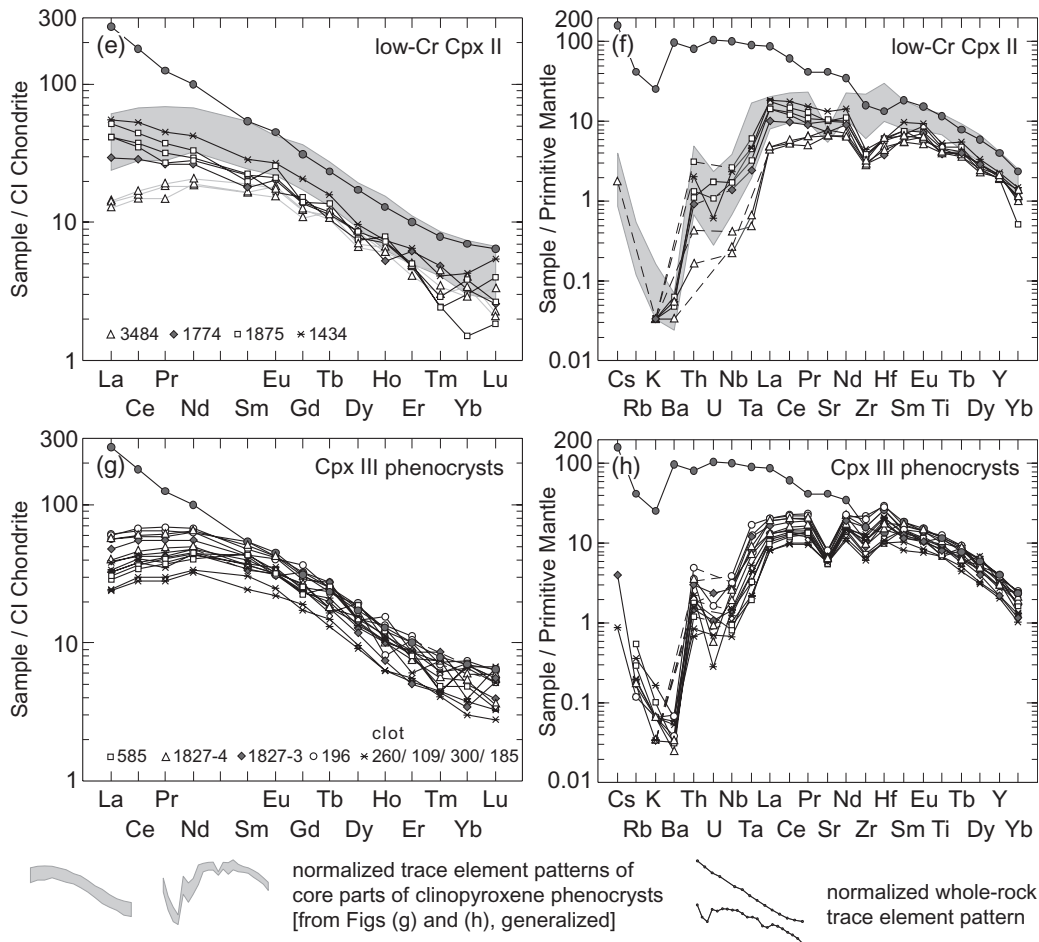 (e) low-Cr Cpx II
300
100
10
1
Sample / CI Chondrite
3484 1774 1875 1434
La Pr Eu Tb Ho Tm Lu
Ce Nd Sm Gd Dy Er Yb
(f) low-Cr Cpx II
200
100
10
1
0.1
0.01
Sample / Primitive Mantle
Cs K Th Nb La Pr Nd Hf Eu Tb Y
Rb Ba U Ta Ce Sr Zr Sm Ti Dy Yb
(g) Cpx III phenocrysts
300
100
10
1
Sample / CI Chondrite
clot
585 1827-4 1827-3 196 260/ 109/ 300/ 185
La Pr Eu Tb Ho Tm Lu
Ce Nd Sm Gd Dy Er Yb
(h) Cpx III phenocrysts
200
100
10
1
0.1
0.01
Sample / Primitive Mantle
Cs K Th Nb La Pr Nd Hf Eu Tb Y
Rb Ba U Ta Ce Sr Zr Sm Ti Dy Yb
normalized trace element patterns of
core parts of clinopyroxene phenocrysts
[from Figs (g) and (h), generalized]
normalized whole-rock
trace element pattern